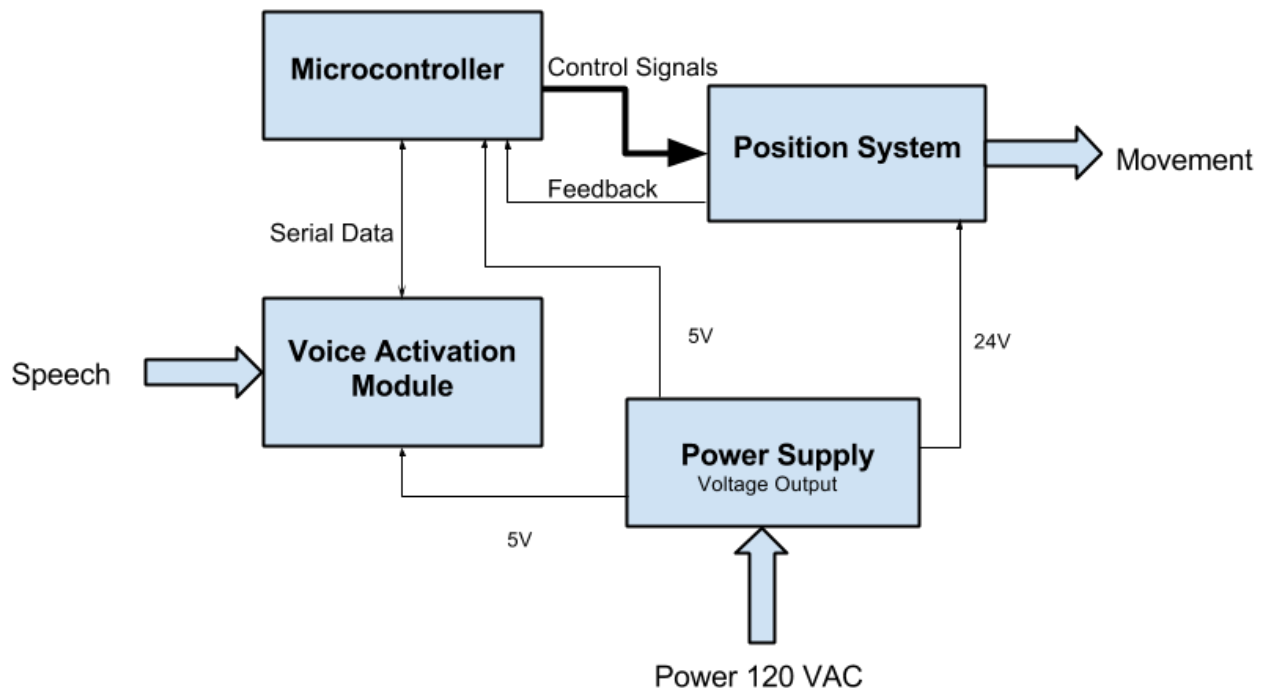 Microcontroller
Control Signals
Position System
Movement
Feedback
Serial Data
Voice Activation
Module
Speech
5V
24V
Power Supply
Voltage Output
5V
Power 120 VAC